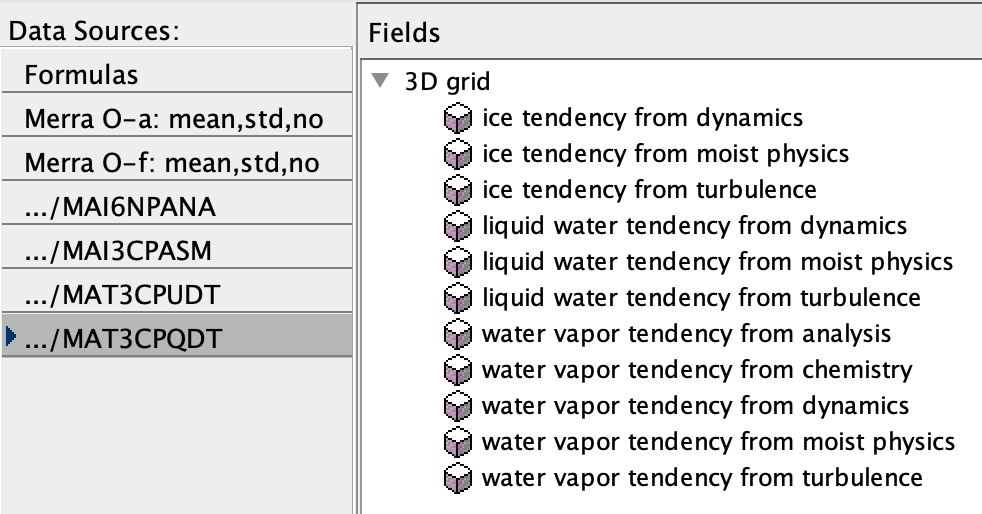 Data Sources:
Formulas
Merra O-a: mean,std,no
Merra O-f: mean,std,no
.../MAI6NPANA
.../MAI3CPASM
.../MAT3CPUDT
.../MAT3CPQDT
Fields
3D grid
ice tendency from dynamics
ice tendency from moist physics
ice tendency from turbulence
liquid water tendency from dynamics
liquid water tendency from moist physics
liquid water tendency from turbulence
water vapor tendency from analysis
water vapor tendency from chemistry
water vapor tendency from dynamics
water vapor tendency from moist physics
water vapor tendency from turbulence